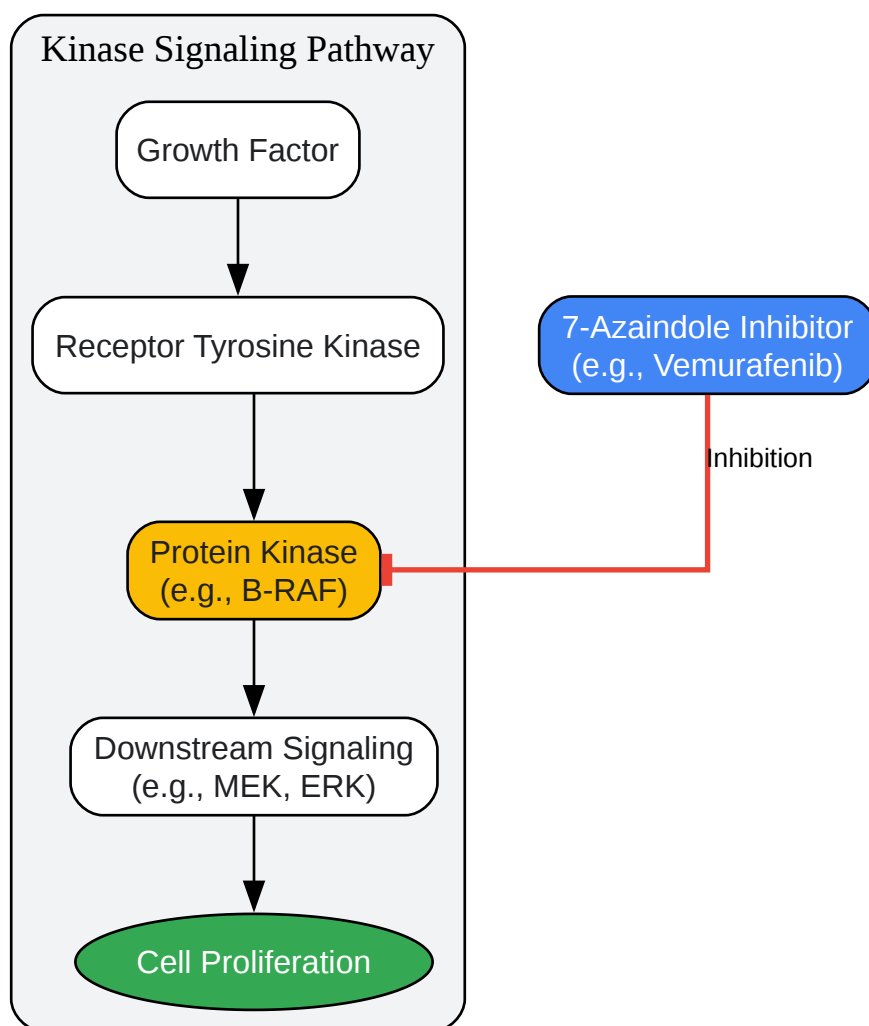 Kinase Signaling Pathway
Growth Factor
Receptor Tyrosine Kinase
7-Azaindole Inhibitor
(e.g., Vemurafenib)
Inhibition
Protein Kinase
(e.g., B-RAF)
Downstream Signaling
(e.g., MEK, ERK)
Cell Proliferation